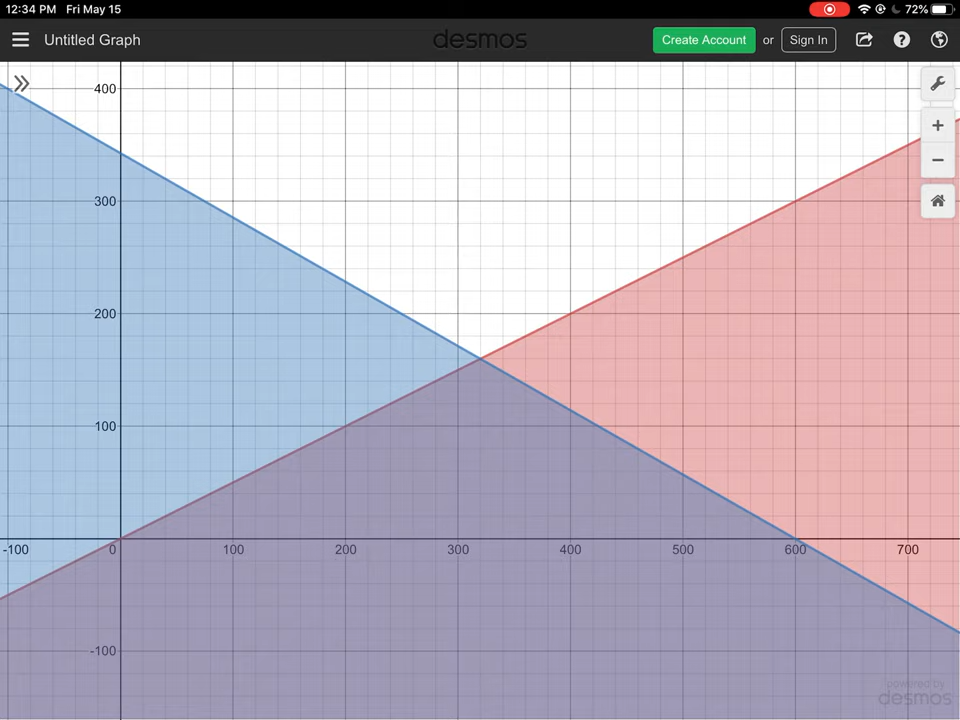 12:34 PM Fri May 15
72%
Untitled Graph
desmos
Create Account or Sign In
400
300
200
100
-100 0 100 200 300 400 500 600 700
-100
powered by
desmos